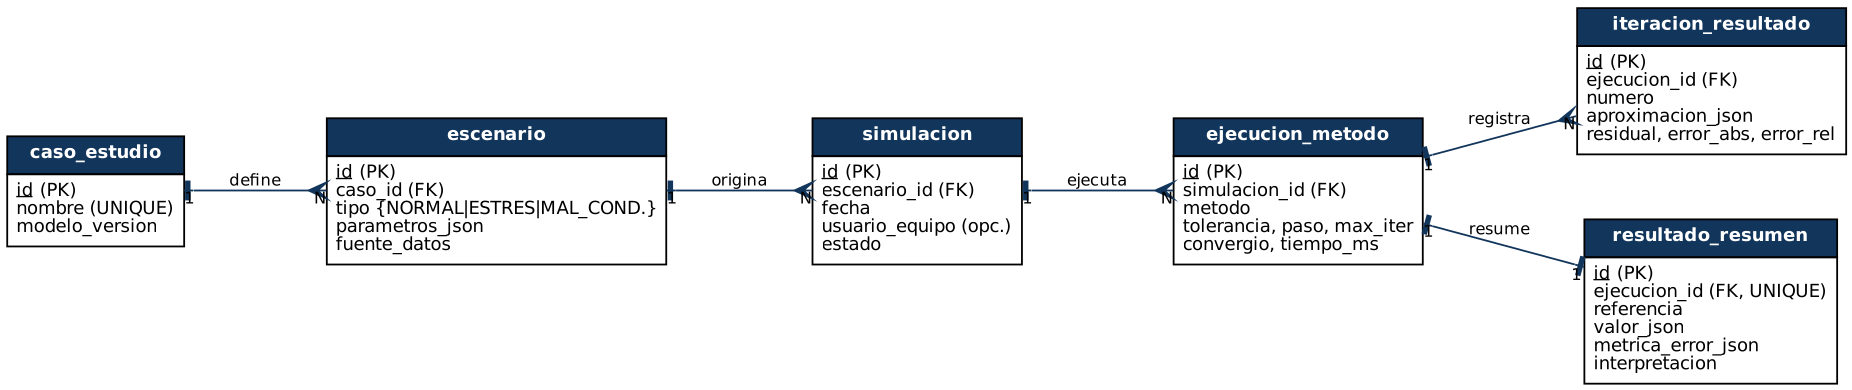 caso_estudio
id (PK)
nombre (UNIQUE)
modelo_version
1
define
N
escenario
id (PK)
caso_id (FK)
tipo {NORMAL|ESTRES|MAL_COND.}
parametros_json
fuente_datos
1
origina
N
simulacion
id (PK)
escenario_id (FK)
fecha
usuario_equipo (opc.)
estado
1
ejecuta
N
ejecucion_metodo
id (PK)
simulacion_id (FK)
metodo
tolerancia, paso, max_iter
convergio, tiempo_ms
1
registra
N
iteracion_resultado
id (PK)
ejecucion_id (FK)
numero
aproximacion_json
residual, error_abs, error_rel
1
resume
1
resultado_resumen
id (PK)
ejecucion_id (FK, UNIQUE)
referencia
valor_json
metrica_error_json
interpretacion